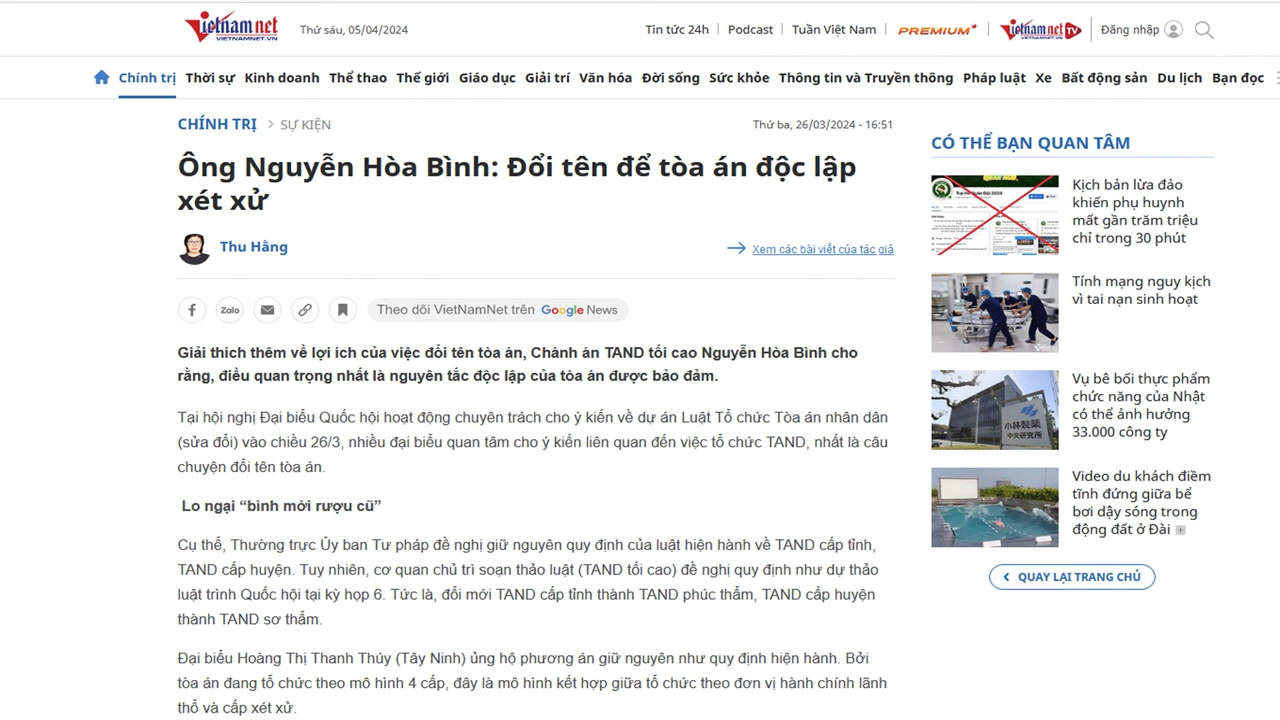 Vietnamnet
VIETNAMNET.VN
Thứ sáu, 05/04/2024
Tin tức 24h
Podcast
Tuần Việt Nam
PREMIUM
Vietnamnet TV
VIETNAMNET.VN
Đăng nhập
Chính trị Thời sự Kinh doanh Thể thao Thế giới Giáo dục Giải trí Văn hóa Đời sống Sức khỏe Thông tin và Truyền thông Pháp luật Xe Bất động sản Du lịch Bạn đọc
CHÍNH TRỊ > SỰ KIỆN
Thứ ba, 26/03/2024 - 16:51
Ông Nguyễn Hòa Bình: Đổi tên để tòa án độc lập
xét xử
Thu Hằng
Xem các bài viết của tác giả
Zalo
Theo dõi VietNamNet trên Google News
Giải thích thêm về lợi ích của việc đổi tên tòa án, Chánh án TAND tối cao Nguyễn Hòa Bình cho
rằng, điều quan trọng nhất là nguyên tắc độc lập của tòa án được bảo đảm.
Tại hội nghị Đại biểu Quốc hội hoạt động chuyên trách cho ý kiến về dự án Luật Tổ chức Tòa án nhân dân
(sửa đổi) vào chiều 26/3, nhiều đại biểu quan tâm cho ý kiến liên quan đến việc tổ chức TAND, nhất là câu
chuyện đổi tên tòa án.
Lo ngại “bình mới rượu cũ”
Cụ thể, Thường trực Ủy ban Tư pháp đề nghị giữ nguyên quy định của luật hiện hành về TAND cấp tỉnh,
TAND cấp huyện. Tuy nhiên, cơ quan chủ trì soạn thảo luật (TAND tối cao) đề nghị quy định như dự thảo
luật trình Quốc hội tại kỳ họp 6. Tức là, đổi mới TAND cấp tỉnh thành TAND phúc thẩm, TAND cấp huyện
thành TAND sơ thẩm.
Đại biểu Hoàng Thị Thanh Thúy (Tây Ninh) ủng hộ phương án giữ nguyên như quy định hiện hành. Bởi
tòa án đang tổ chức theo mô hình 4 cấp, đây là mô hình kết hợp giữa tổ chức theo đơn vị hành chính lãnh
thổ và cấp xét xử.
CÓ THỂ BẠN QUAN TÂM
Kịch bản lừa đảo
khiến phụ huynh
mất gần trăm triệu
chỉ trong 30 phút
Tính mạng nguy kịch
vì tai nạn sinh hoạt
小林製薬
中央研究所
Vụ bê bối thực phẩm
chức năng của Nhật
có thể ảnh hưởng
33.000 công ty
Video du khách điềm
tĩnh đứng giữa bể
bơi dậy sóng trong
động đất ở Đài
QUAY LẠI TRANG CHỦ